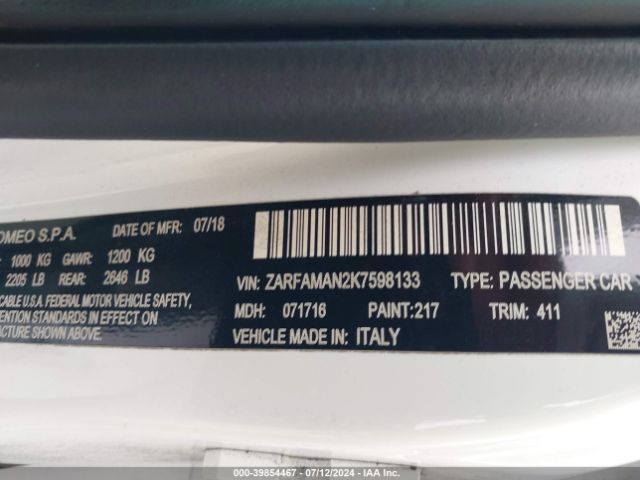 OMEO S.P.A. DATE OF MFR: 07/18
1000 KG GAWR: 1200 KG
2205 LB REAR: 2646 LB
CABLE U.S.A. FEDERAL MOTOR VEHICLE SAFETY,
VENTION STANDARDS IN EFFECT ON
FACTURE SHOWN ABOVE.
VIN: ZARFAMAN2K7598133 TYPE: PASSENGER CAR
MDH: 071716 PAINT: 217 TRIM: 411
VEHICLE MADE IN: ITALY
000-39854467 - 07/12/2024 - IAA Inc.